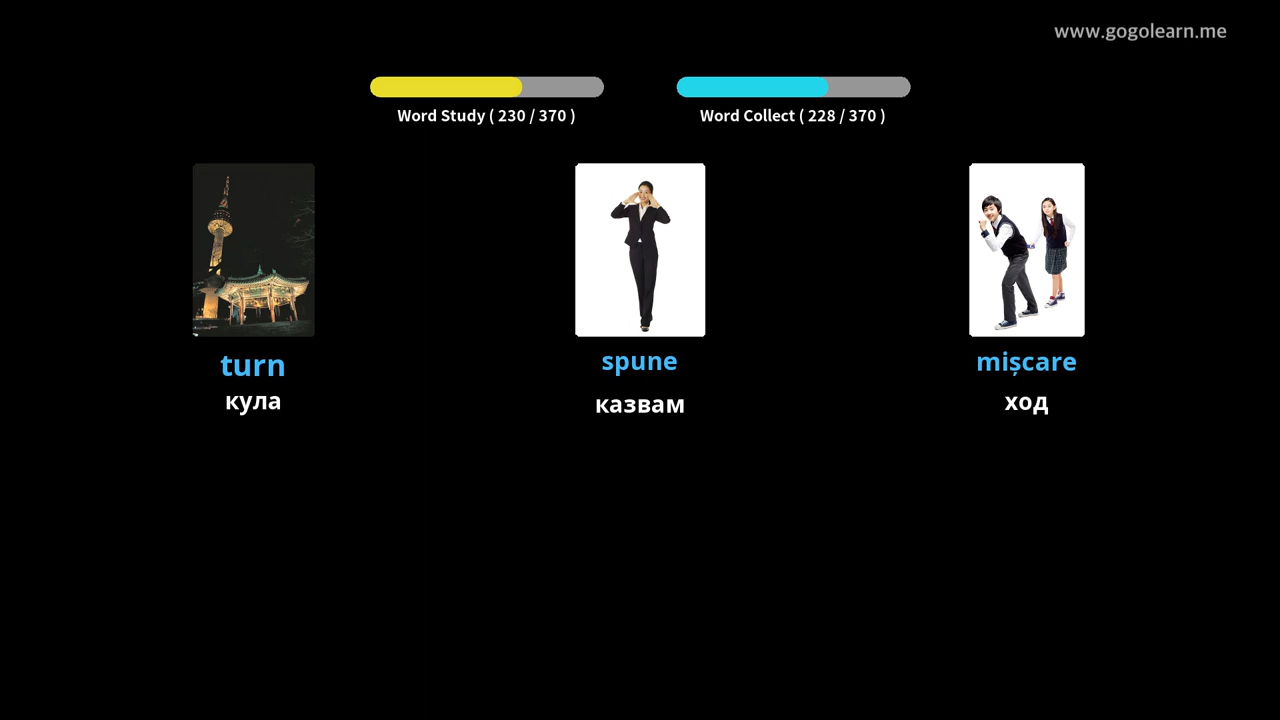 www.gogolearn.me
Word Study ( 230 / 370 )
Word Collect ( 228 / 370 )
turn
кула
spune
казвам
mișcare
ход